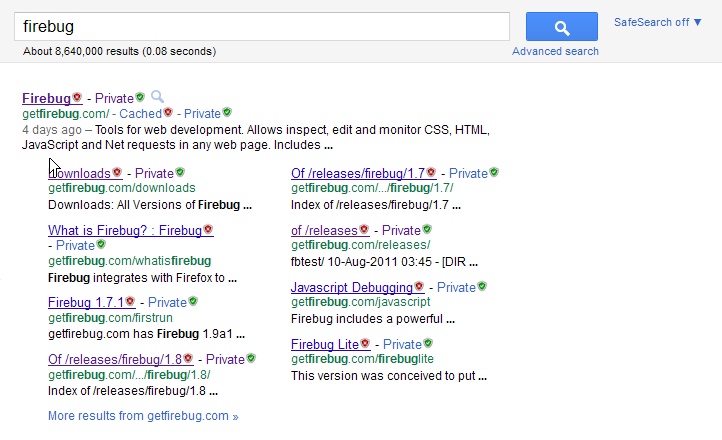 firebug
SafeSearch off ▼
About 8,640,000 results (0.08 seconds)
Advanced search
Firebug - Private
getfirebug.com/ - Cached - Private
4 days ago – Tools for web development. Allows inspect, edit and monitor CSS, HTML,
JavaScript and Net requests in any web page. Includes ...
Downloads - Private
getfirebug.com/downloads
Downloads: All Versions of Firebug ...
What is Firebug? : Firebug
- Private
getfirebug.com/whatisfirebug
Firebug integrates with Firefox to ...
Firebug 1.7.1 - Private
getfirebug.com/firstrun
getfirebug.com has Firebug 1.9a1 ...
Of /releases/firebug/1.8 - Private
getfirebug.com/.../firebug/1.8/
Index of /releases/firebug/1.8 ...
Of /releases/firebug/1.7 - Private
getfirebug.com/.../firebug/1.7/
Index of /releases/firebug/1.7 ...
of /releases - Private
getfirebug.com/releases/
fbtest/ 10-Aug-2011 03:45 - [DIR ...
Javascript Debugging - Private
getfirebug.com/javascript
Firebug includes a powerful ...
Firebug Lite - Private
getfirebug.com/firebuglite
This version was conceived to put ...
More results from getfirebug.com »